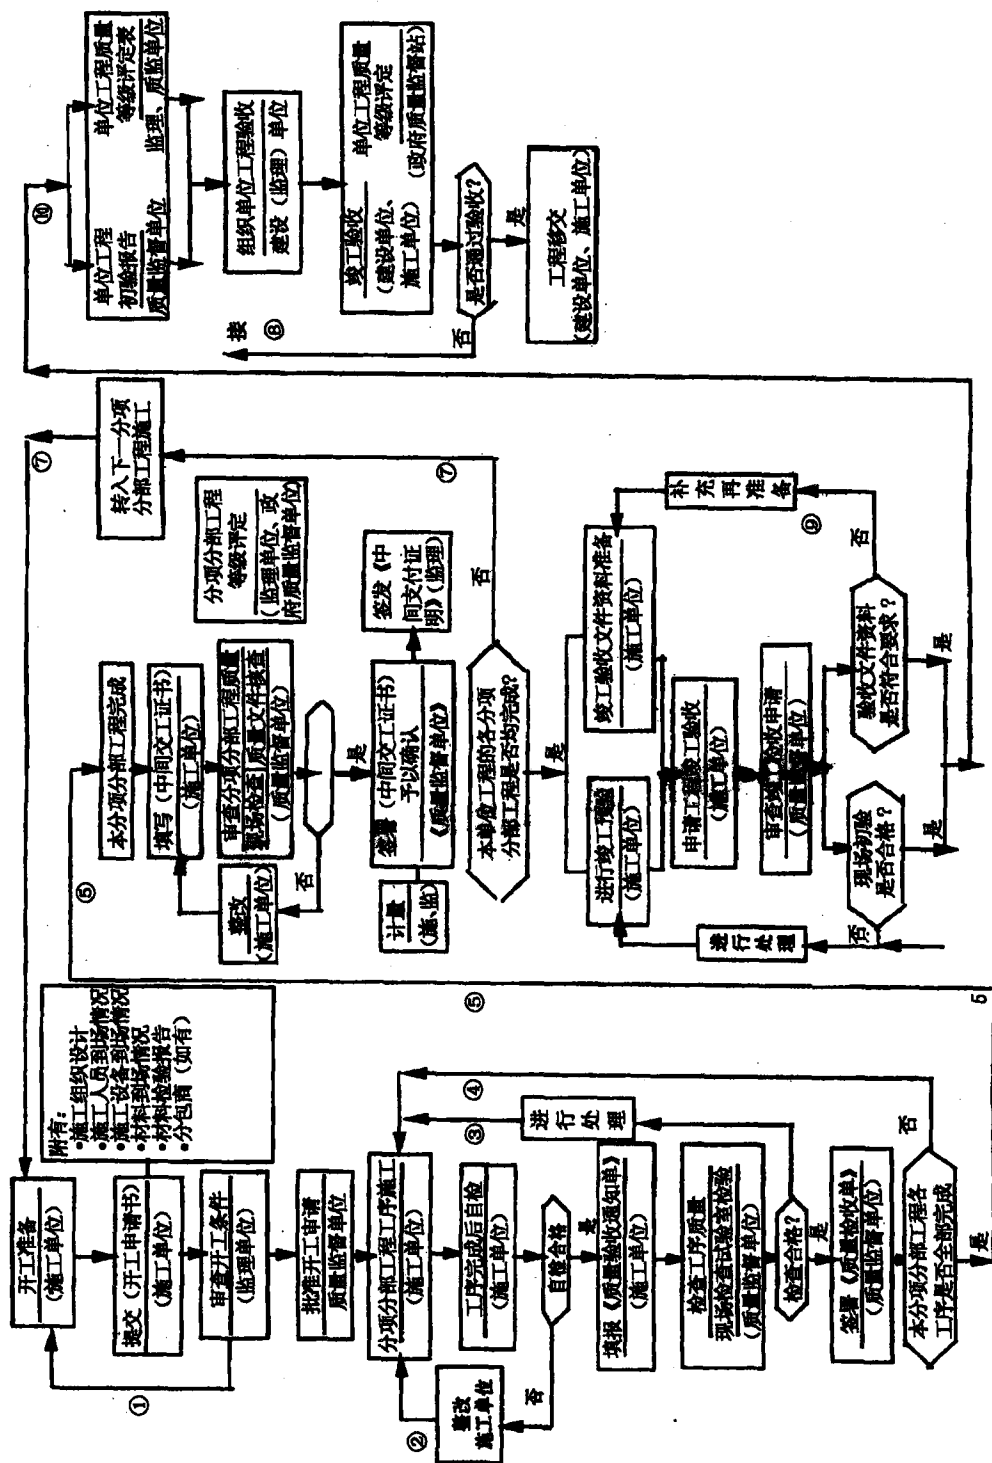 开工准备
(施工单位)
附有:
•施工组织设计
•施工人员到场情况
•施工设备到场情况
•材料到场情况
•材料检验报告
•分包商(如有)
提交(开工申请书)
(施工单位)
①
审查开工条件
(监理单位)
批准开工申请
质量监督单位
分项分部工程工序施工
(施工单位)
②
整改
施工单位
③
进行处理
④
工序完成后自检
(施工单位)
自检合格
否
是
填报《质量验收通知单》
(施工单位)
检查工序质量
现场检查试验室检验
(质量监督单位)
检查合格?
是
签署《质量检收单》
(质量监督单位)
本分项分部工程各
工序是否全部完成
否
是
5
⑤
⑤
本分项分部工程完成
填写(中间交工证书)
(施工单位)
审查分项分部工程质量
现场检查|质量文件核查
(质量监督单位)
整改
(施工单位)
否
是
分项分部工程
等级评定
(监理单位、政
府质量监督单位)
⑦
转入下一分项
分部工程施工
计量
(施、监)
签署(中间交工证书)
予以确认
《质量监督单位》
签发《中
间支付证
明》(监理)
本单位工程的各分项
分部工程是否均完成?
否
⑦
是
进行竣工预验
(施工单位)
竣工验收文件资料准备
(施工单位)
申请工程竣工验收
(施工单位)
审查竣工验收申请
进行处理
补充再准备
⑨
现场初验
是否合格?
否
是
验收文件资料
是否符合要求?
否
是
⑩
单位工程
初验报告
质量监督单位
单位工程质量
等级评定表
监理、质监单位
组织单位工程验收
建设(监理)单位
接
⑧
竣工验收
(建设单位、
施工单位)
单位工程质量
等级评定
(政府质量监督站)
是否通过验收?
否
是
工程移交
(建设单位、施工单位)